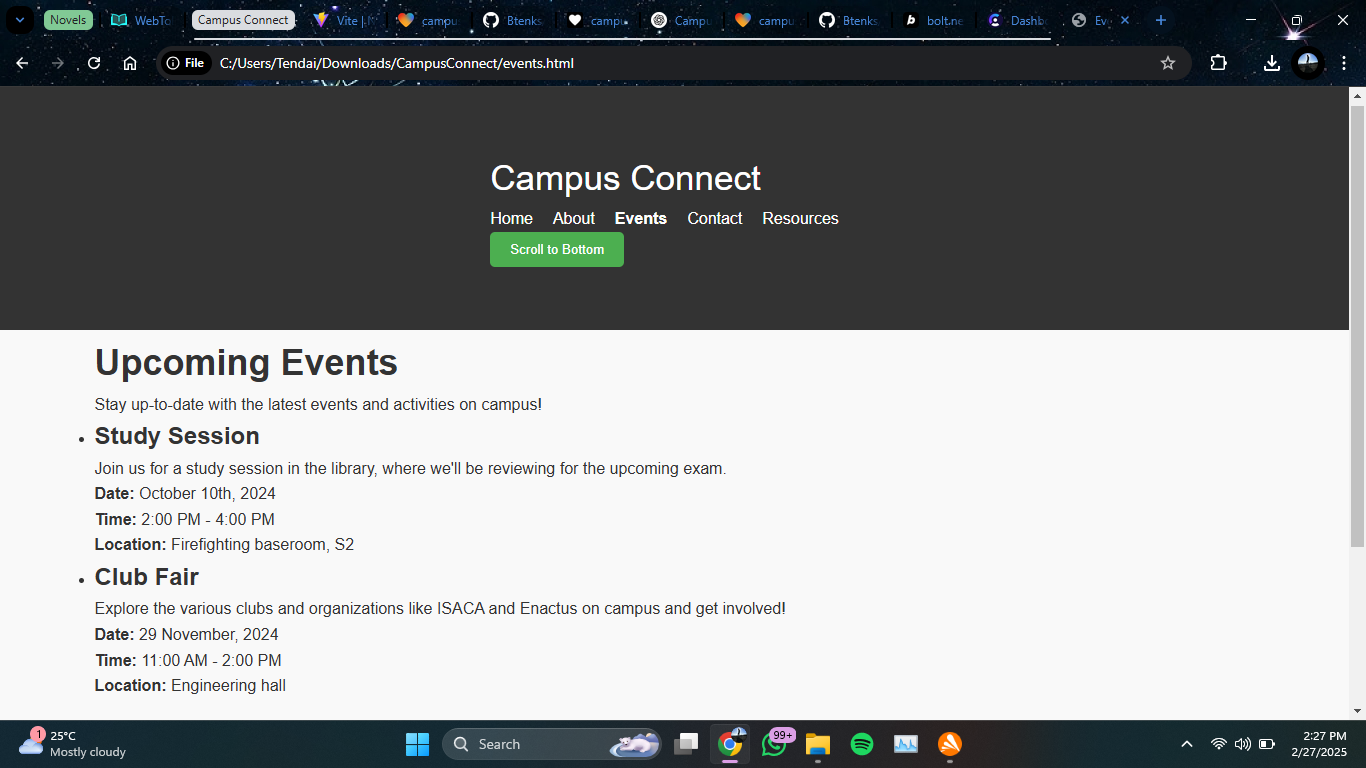 Novels
WebTo
Campus Connect
Vite |
campu
Btenks
campu
Campu
campu
Btenks
bolt.ne
Dashbo
Ev
File
C:/Users/Tendai/Downloads/CampusConnect/events.html
Campus Connect
Home About Events Contact Resources
Scroll to Bottom
Upcoming Events
Stay up-to-date with the latest events and activities on campus!
• Study Session
Join us for a study session in the library, where we'll be reviewing for the upcoming exam.
Date: October 10th, 2024
Time: 2:00 PM - 4:00 PM
Location: Firefighting baseroom, S2
• Club Fair
Explore the various clubs and organizations like ISACA and Enactus on campus and get involved!
Date: 29 November, 2024
Time: 11:00 AM - 2:00 PM
Location: Engineering hall
1
25°C
Mostly cloudy
Search
99+
2:27 PM
2/27/2025